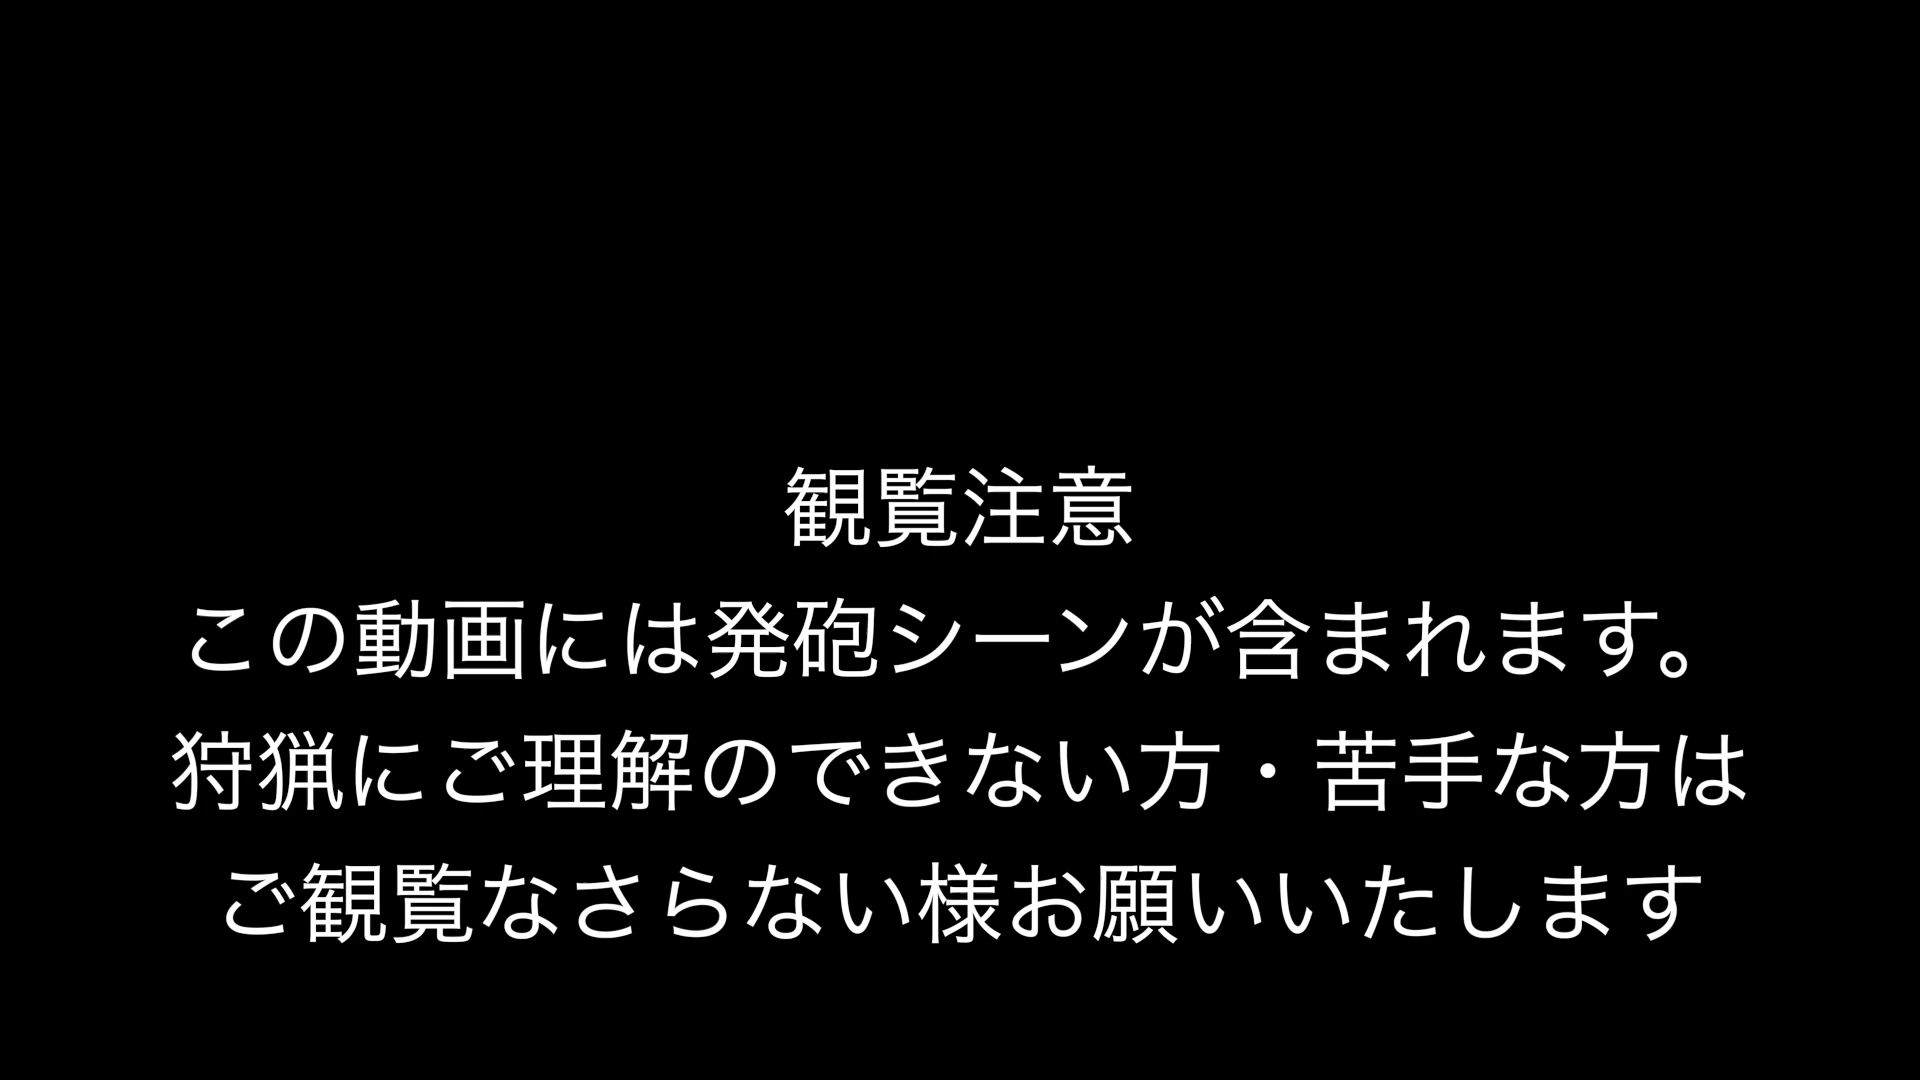 観覧注意
この動画には発砲シーンが含まれます。
狩猟にご理解のできない方・苦手な方は
ご観覧なさらない様お願いいたします